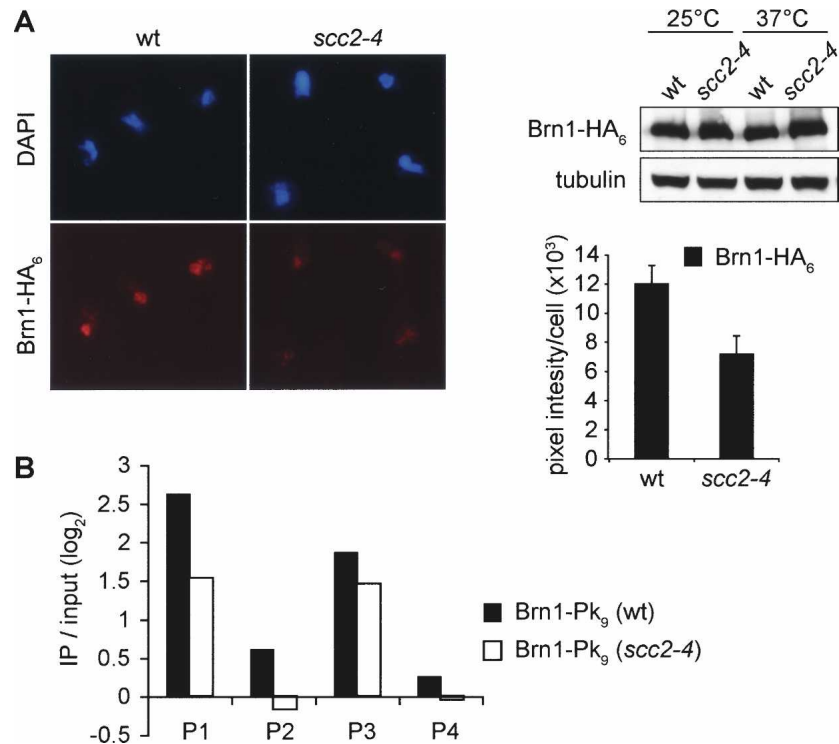 A
wt
scc2-4
DAPI
Brn1-HA6
25°C 37°C
wt scc2-4 wt scc2-4
Brn1-HA6
tubulin
pixel intesity/cell (x10³)
14
12
10
8
6
4
2
0
Brn1-HA6
wt scc2-4
B
IP / input (log2)
3
2.5
2
1.5
1
0.5
0
-0.5
P1 P2 P3 P4
Brn1-Pk9 (wt)
Brn1-Pk9 (scc2-4)